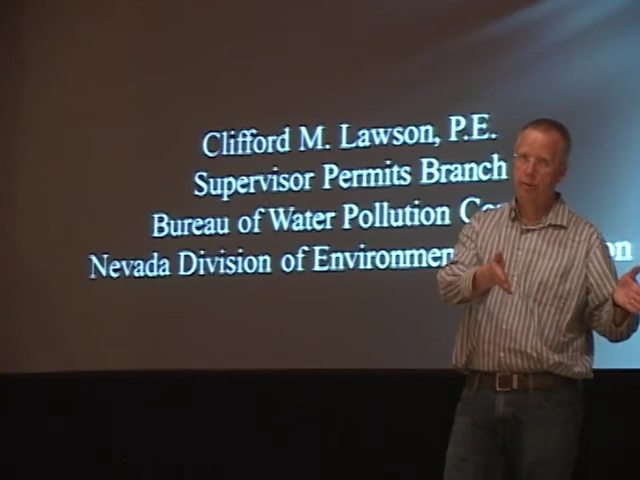 Clifford M. Lawson, P.E.
Supervisor Permits Branch
Bureau of Water Pollution
Nevada Division of